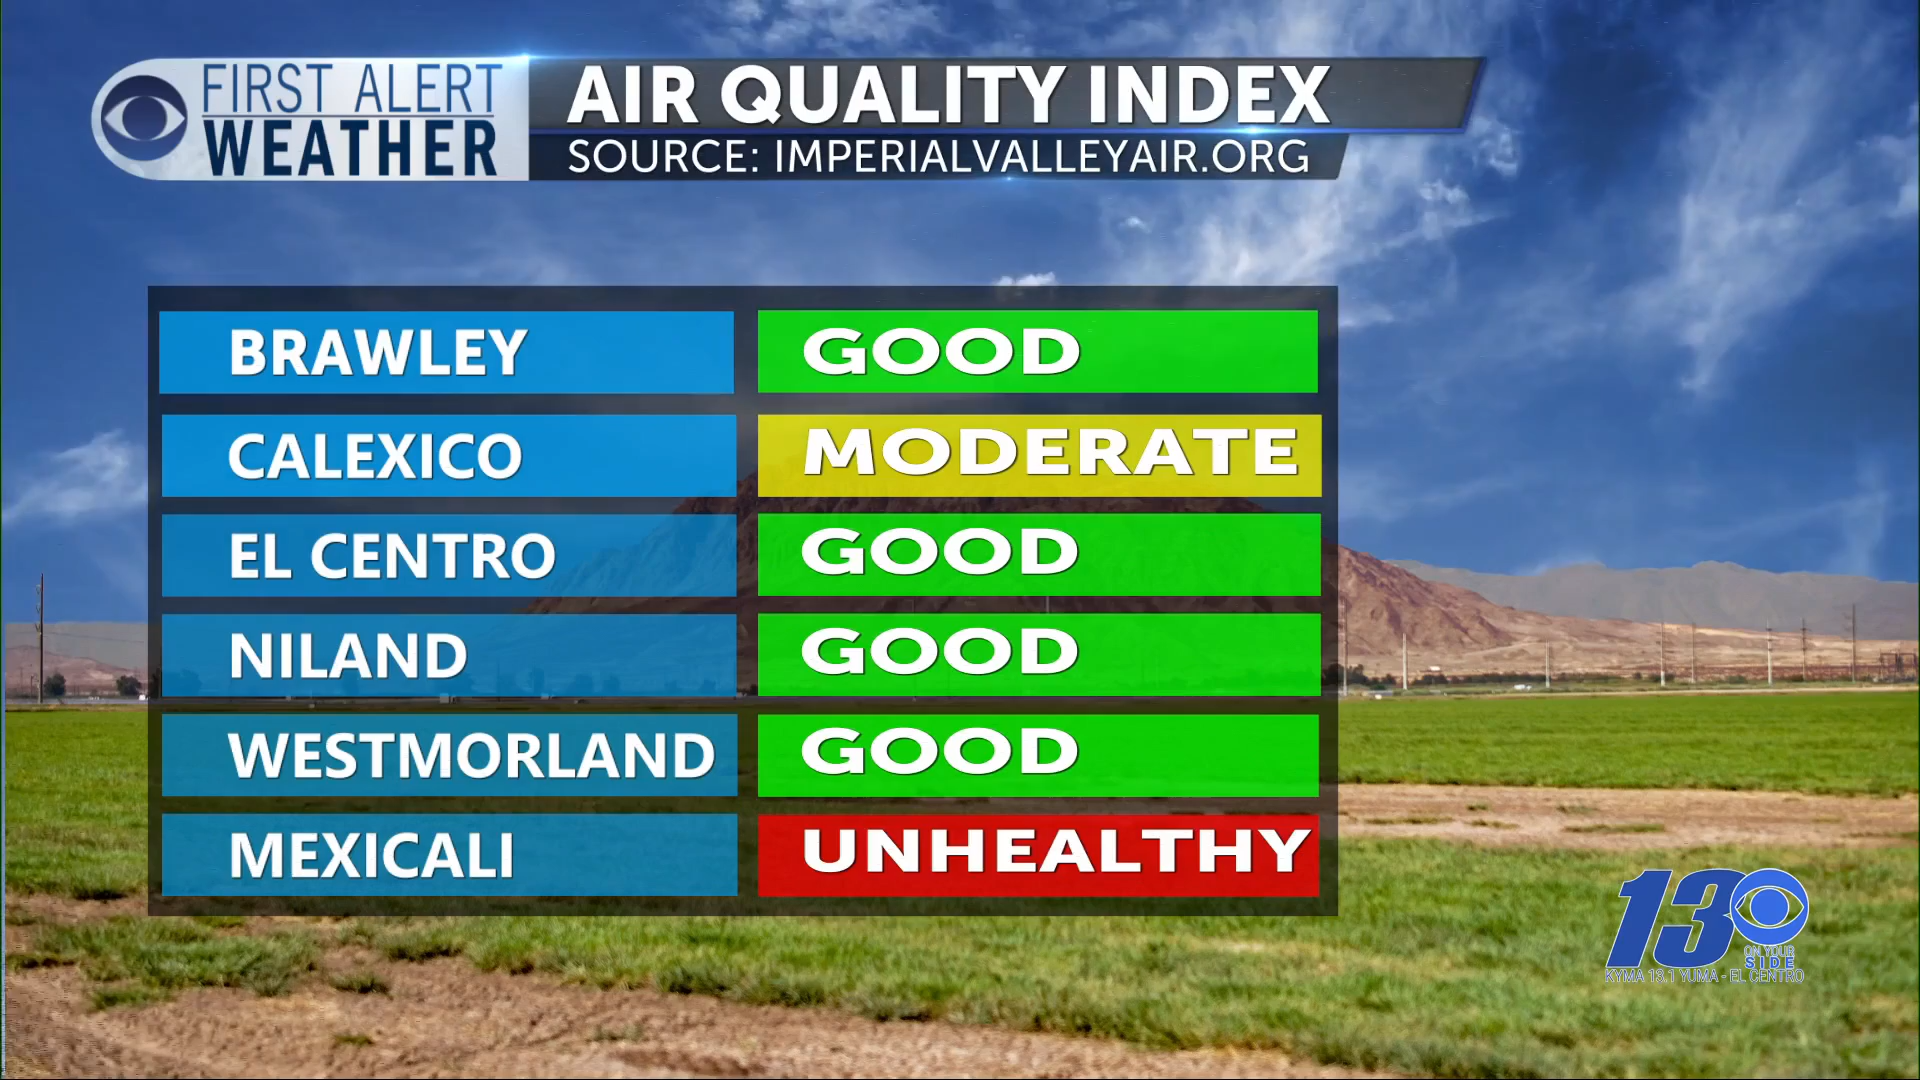 FIRST ALERT
WEATHER
AIR QUALITY INDEX
SOURCE: IMPERIALVALLEYAIR.ORG
BRAWLEY GOOD
CALEXICO MODERATE
EL CENTRO GOOD
NILAND GOOD
WESTMORLAND GOOD
MEXICALI UNHEALTHY
13
ON YOUR
SIDE
KYMA 13.1 YUMA - EL CENTRO